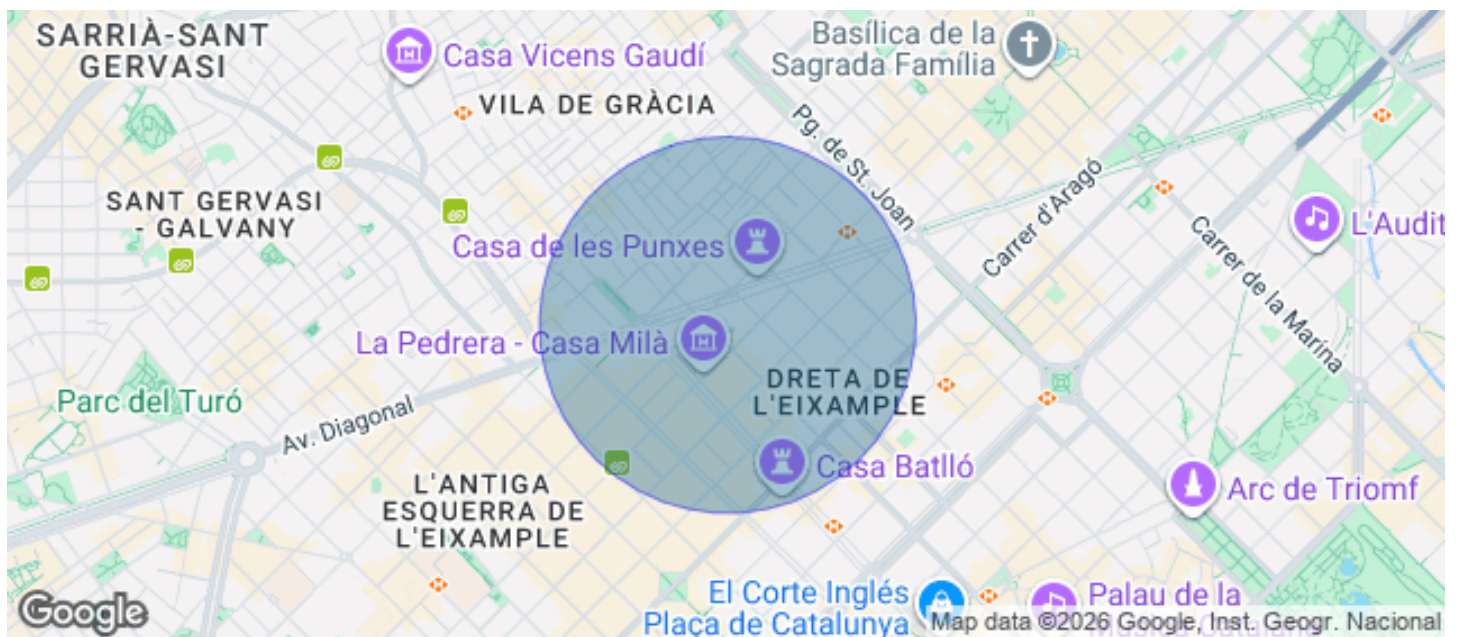 SARRIÀ-SANT
GERVASI
Casa Vicens Gaudí
Basílica de la
Sagrada Família
VILA DE GRÀCIA
Pg. de St. Joan
SANT GERVASI
- GALVANY
Casa de les Punxes
Carrer d'Aragó
L'Audit
Carrer de la Marina
La Pedrera - Casa Milà
DRETA DE
L'EIXAMPLE
Parc del Turó
Av. Diagonal
Casa Batlló
L'ANTIGA
ESQUERRA DE
L'EIXAMPLE
Arc de Triomf
El Corte Inglés
Plaça de Catalunya
Palau de la
Google
Map data ©2026 Google, Inst. Geogr. Nacional